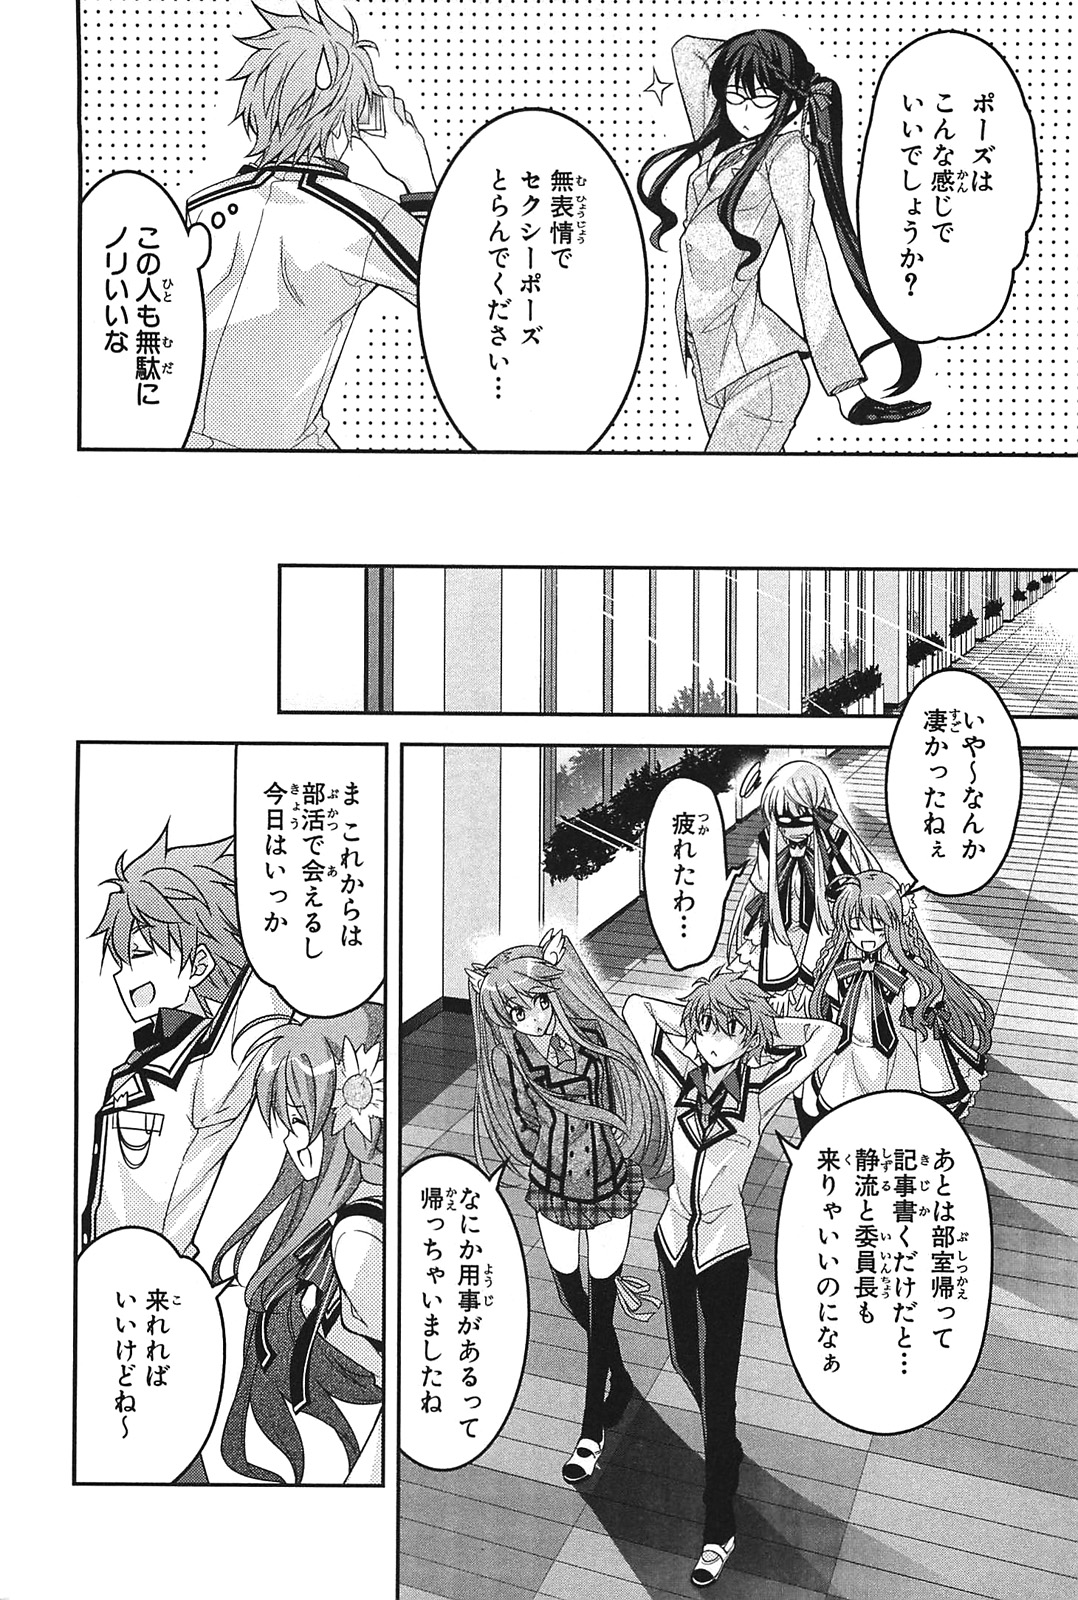 ポーズは
こんな感じで
いいでしょうか?
無表情で
セクシーポーズ
とらんでください…
この人も無駄に
ノリいいな
いや〜なんか
凄かったねぇ
疲れたわ…
あとは部室帰って
記事書くだけだと…
静流と委員長も
来りゃいいのになぁ
なにか用事があるって
帰っちゃいましたね
ま これからは
部活で会えるし
今日はいっか
来れれば
いいけどね〜